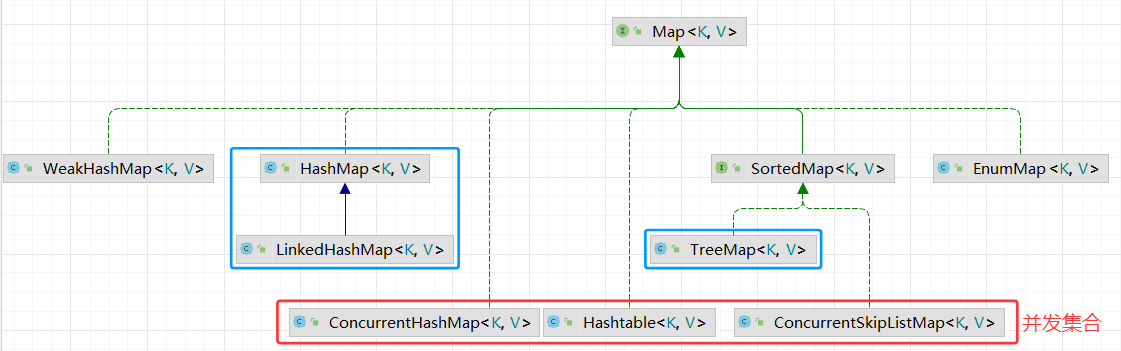 Map<K, V>
WeakHashMap<K, V>
HashMap<K, V>
SortedMap<K, V>
EnumMap<K, V>
LinkedHashMap<K, V>
TreeMap<K, V>
ConcurrentHashMap<K, V>
Hashtable<K, V>
ConcurrentSkipListMap<K, V>
并发集合